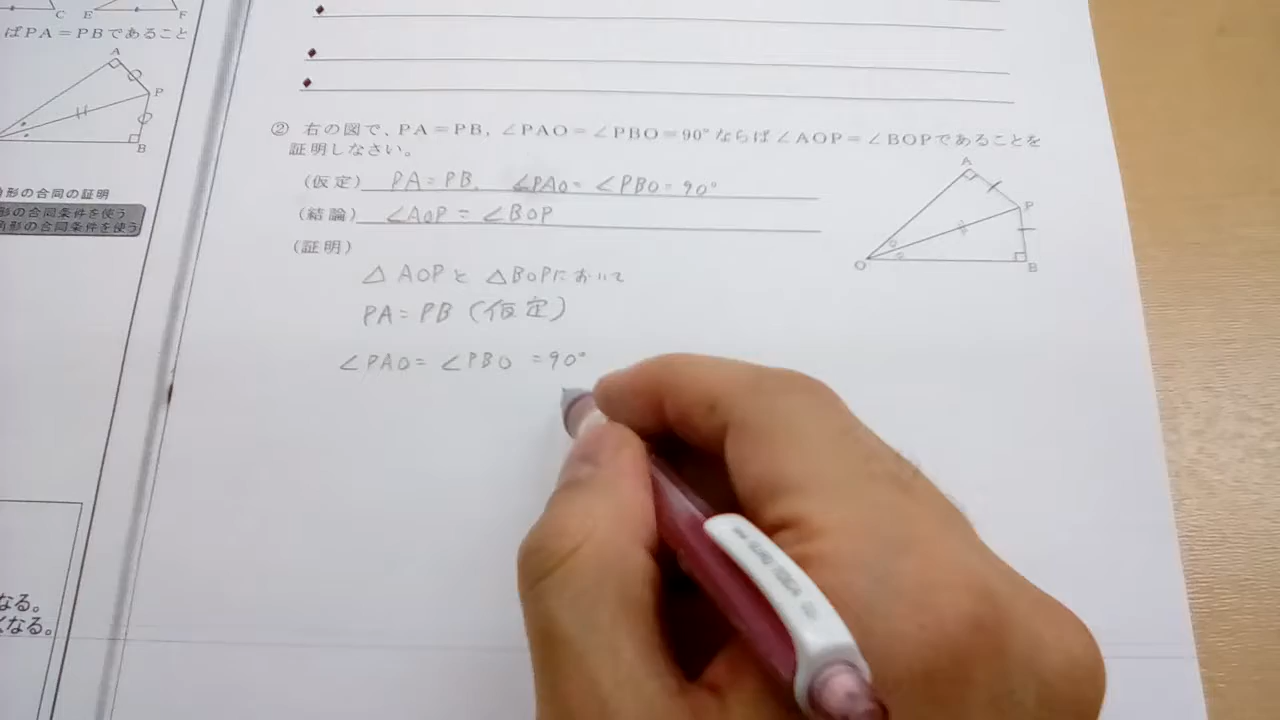 C E F
ばPA=PBであること
A
P
B
角形の合同の証明
形の合同条件を使う
角形の合同条件を使う
なる。
くなる。
② 右の図で、PA=PB, ∠PAO=∠PBO=90°ならば∠AOP=∠BOPであることを
証明しなさい。
(仮定) PA=PB, ∠PAO=∠PBO=90°
(結論) ∠AOP=∠BOP
(証明)
△AOPと△BOPにおいて
PA=PB(仮定)
∠PAO=∠PBO=90°
A
P
O
B